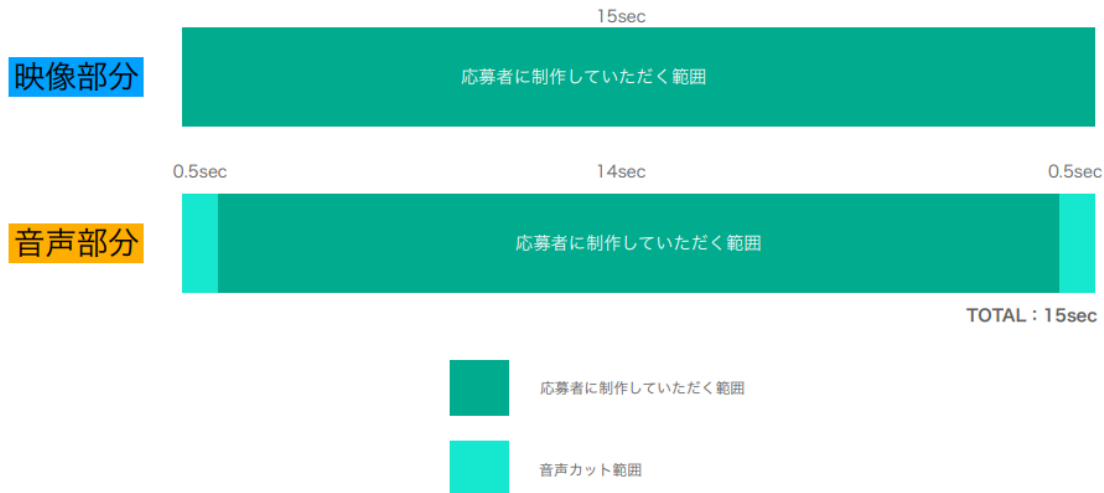 15sec
映像部分
応募者に制作していただく範囲
0.5sec
14sec
0.5sec
音声部分
応募者に制作していただく範囲
TOTAL：15sec
応募者に制作していただく範囲
音声カット範囲